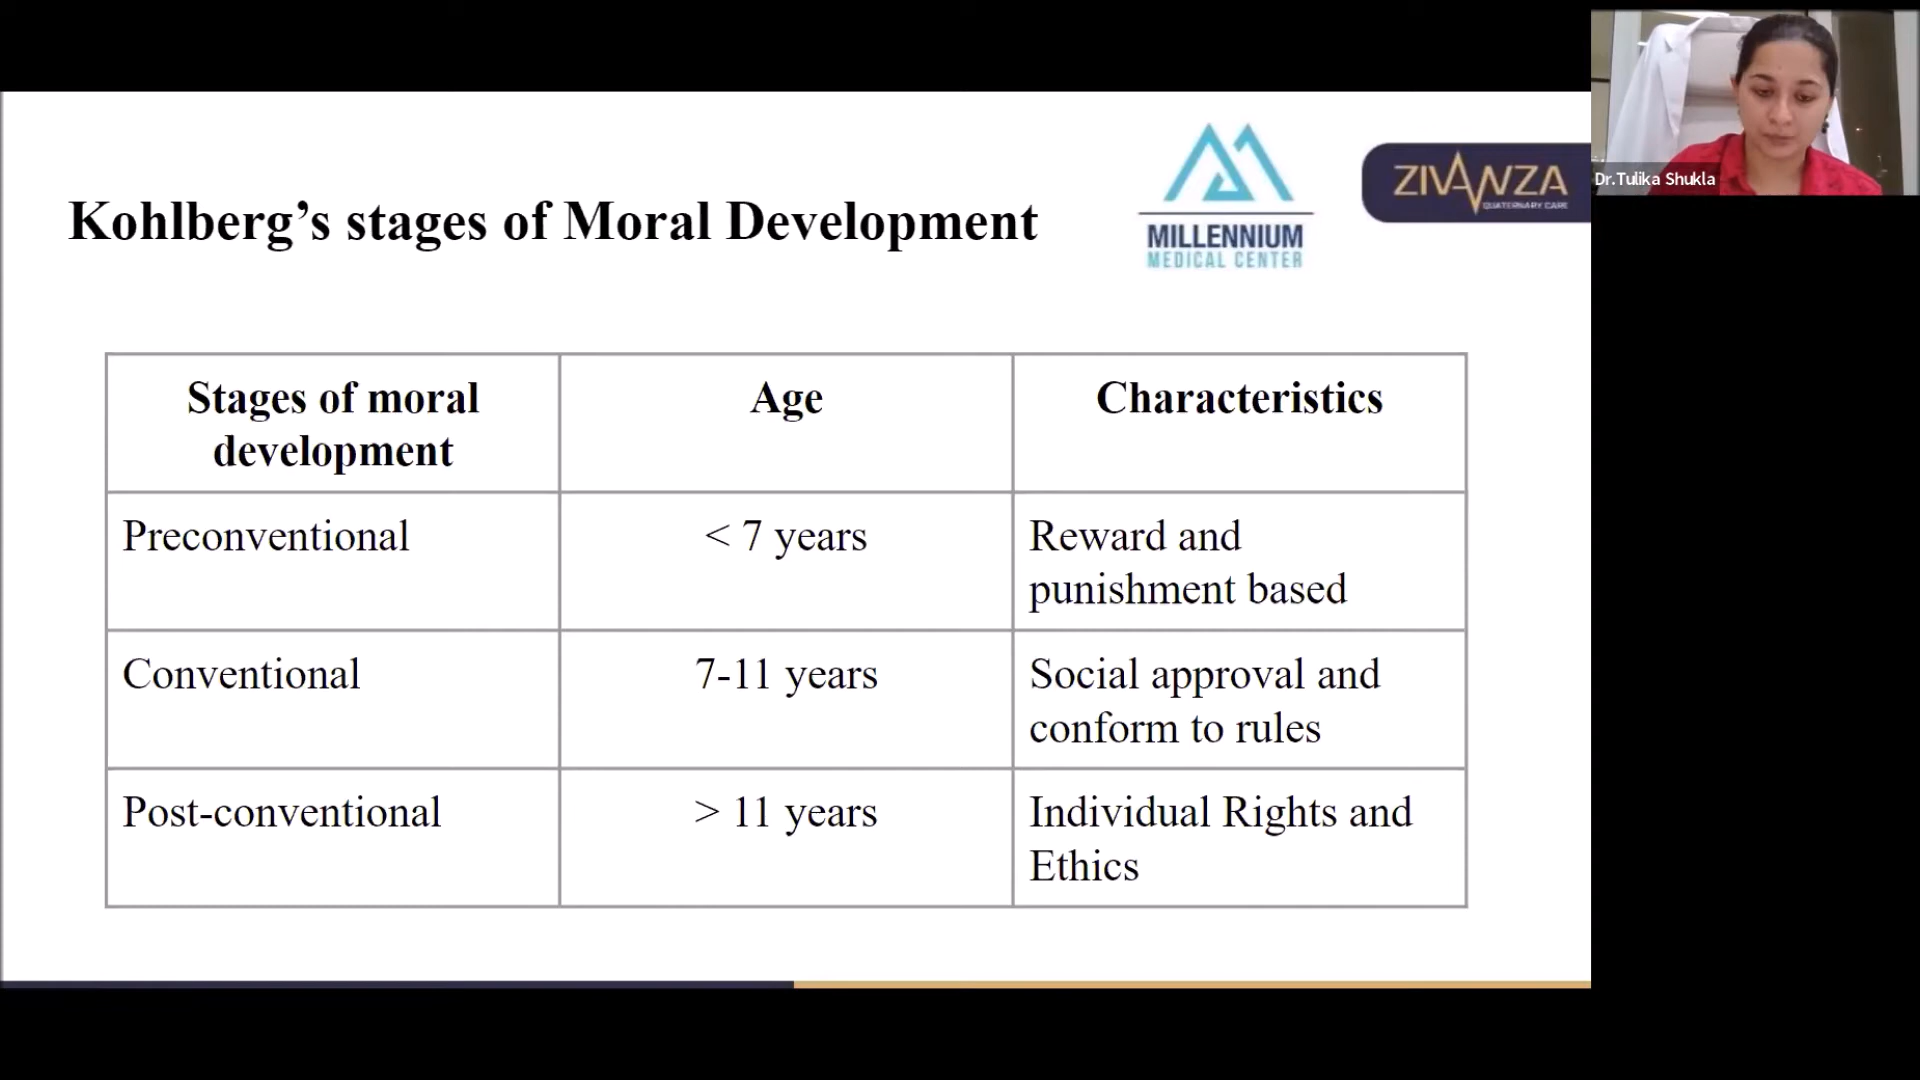 Kohlberg’s stages of Moral Development
MILLENNIUM
MEDICAL CENTER
ZIVANZA
QUATERNARY CARE
Dr.Tulika Shukla
Stages of moral
development
Age
Characteristics
Preconventional
< 7 years
Reward and
punishment based
Conventional
7-11 years
Social approval and
conform to rules
Post-conventional
> 11 years
Individual Rights and
Ethics